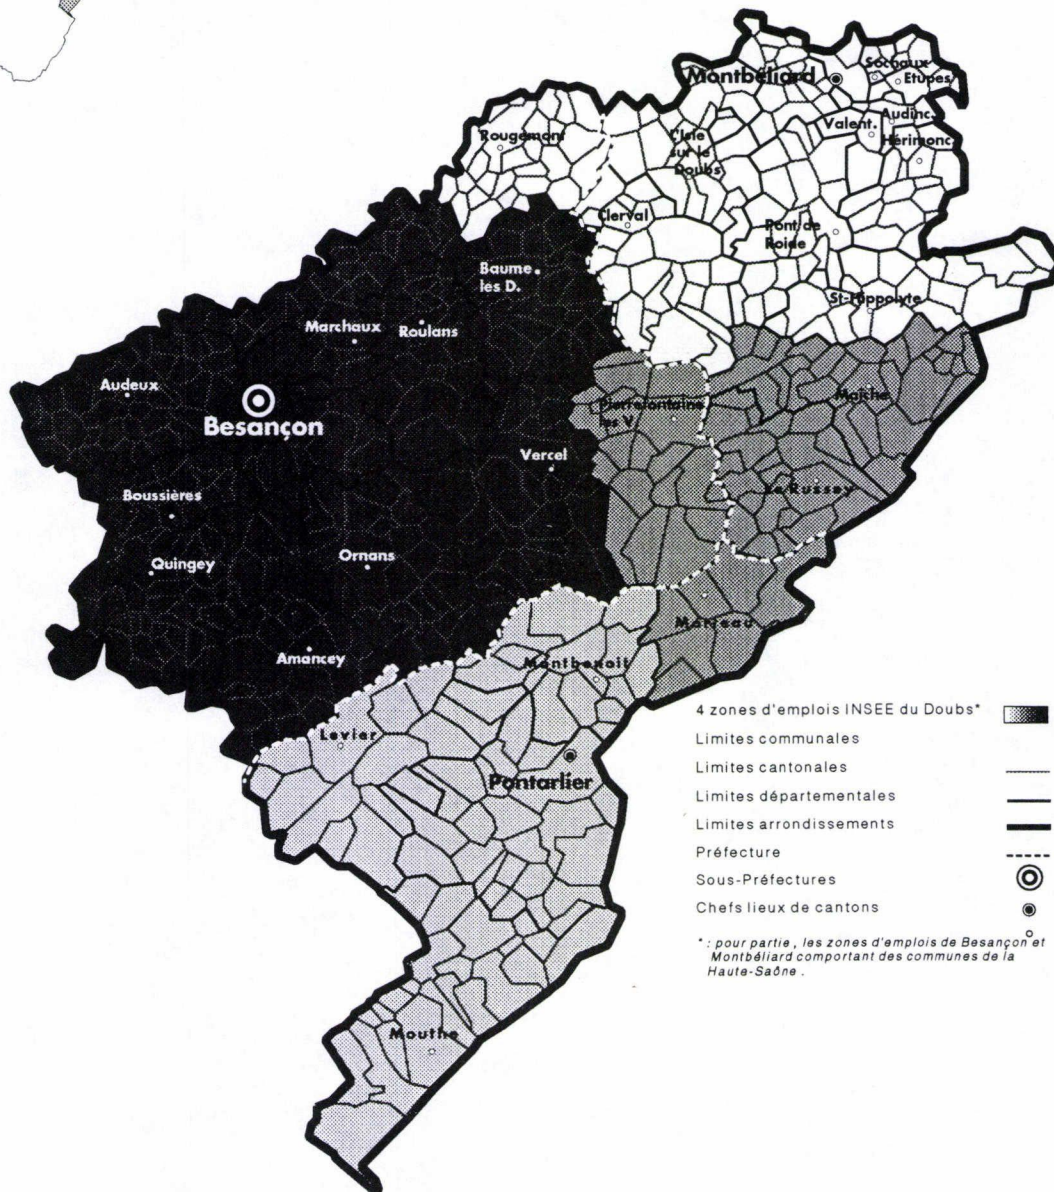 Montbéliard
Sochaux
Etupes
Audinc.
Valent.
Hérimonc.
Rougemont
L'Isle
sur le
Doubs
Clerval
Pont de
Roide
Baume
les D.
St-Hippolyte
Marchaux
Roulans
Audeux
Besançon
Maîche
Pierrefontaine
les V.
Vercel
Boussières
Le Russey
Ornans
Quingey
Morteau
Amancey
Montbenoit
Levier
Pontarlier
Mouthe
4 zones d'emplois INSEE du Doubs*
Limites communales
Limites cantonales
Limites départementales
Limites arrondissements
Préfecture
Sous-Préfectures
Chefs lieux de cantons
* : pour partie , les zones d'emplois de Besançon et
Montbéliard comportant des communes de la
Haute-Saône .